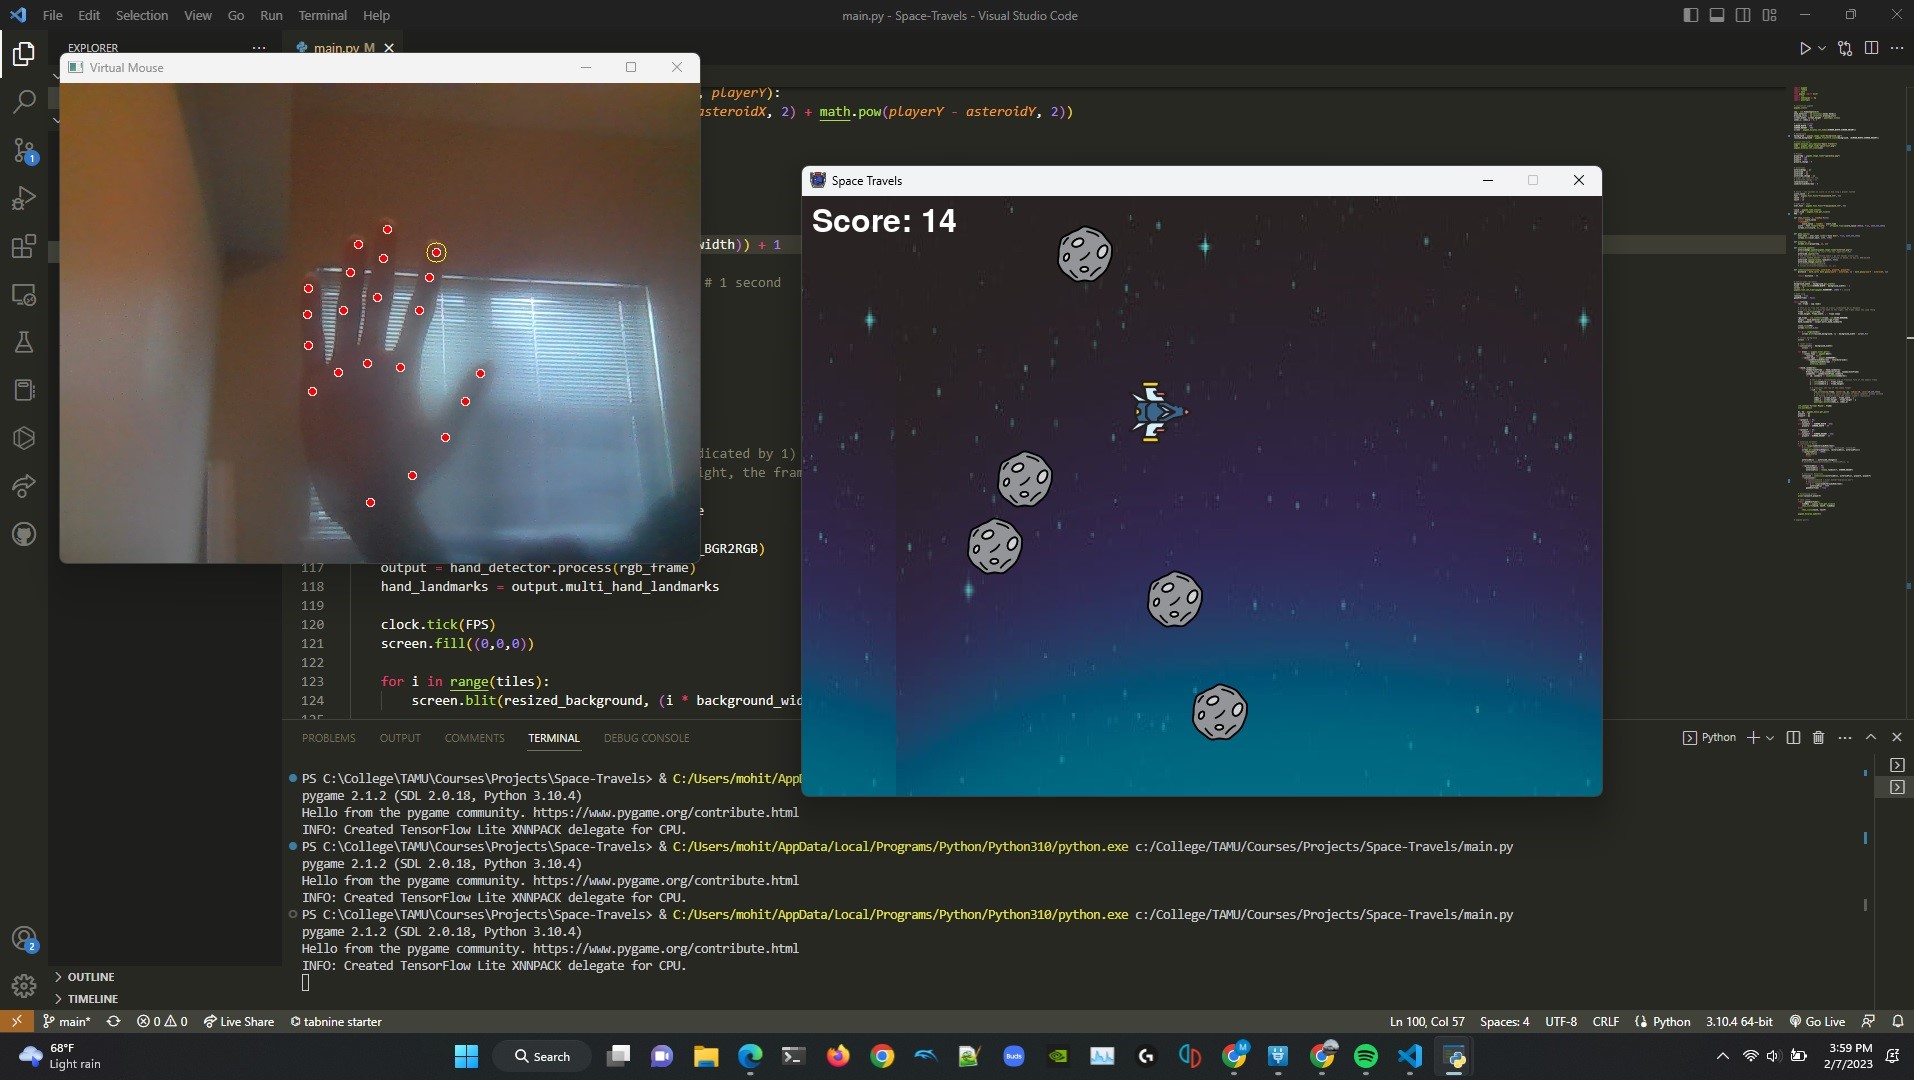 File Edit Selection View Go Run Terminal Help
main.py - Space-Travels - Visual Studio Code
EXPLORER
main.py M
Virtual Mouse
, playerY):
asteroidX, 2) + math.pow(playerY - asteroidY, 2))
width)) + 1
# 1 second
dicated by 1)
ight, the fram
_BGR2RGB)
117 output = hand_detector.process(rgb_frame)
118 hand_landmarks = output.multi_hand_landmarks
119
120 clock.tick(FPS)
121 screen.fill((0,0,0))
122
123 for i in range(tiles):
124 screen.blit(resized_background, (i * background_wid
Space Travels
Score: 14
PROBLEMS OUTPUT COMMENTS TERMINAL DEBUG CONSOLE
Python
PS C:\College\TAMU\Courses\Projects\Space-Travels> & C:/Users/mohit/AppD
pygame 2.1.2 (SDL 2.0.18, Python 3.10.4)
Hello from the pygame community. https://www.pygame.org/contribute.html
INFO: Created TensorFlow Lite XNNPACK delegate for CPU.
PS C:\College\TAMU\Courses\Projects\Space-Travels> & C:/Users/mohit/AppData/Local/Programs/Python/Python310/python.exe c:/College/TAMU/Courses/Projects/Space-Travels/main.py
pygame 2.1.2 (SDL 2.0.18, Python 3.10.4)
Hello from the pygame community. https://www.pygame.org/contribute.html
INFO: Created TensorFlow Lite XNNPACK delegate for CPU.
PS C:\College\TAMU\Courses\Projects\Space-Travels> & C:/Users/mohit/AppData/Local/Programs/Python/Python310/python.exe c:/College/TAMU/Courses/Projects/Space-Travels/main.py
pygame 2.1.2 (SDL 2.0.18, Python 3.10.4)
Hello from the pygame community. https://www.pygame.org/contribute.html
INFO: Created TensorFlow Lite XNNPACK delegate for CPU.
OUTLINE
TIMELINE
1
2
main* 0 0 Live Share tabnine starter
Ln 100, Col 57 Spaces: 4 UTF-8 CRLF Python 3.10.4 64-bit Go Live
68°F
Light rain
Search
Buds
3:59 PM
2/7/2023